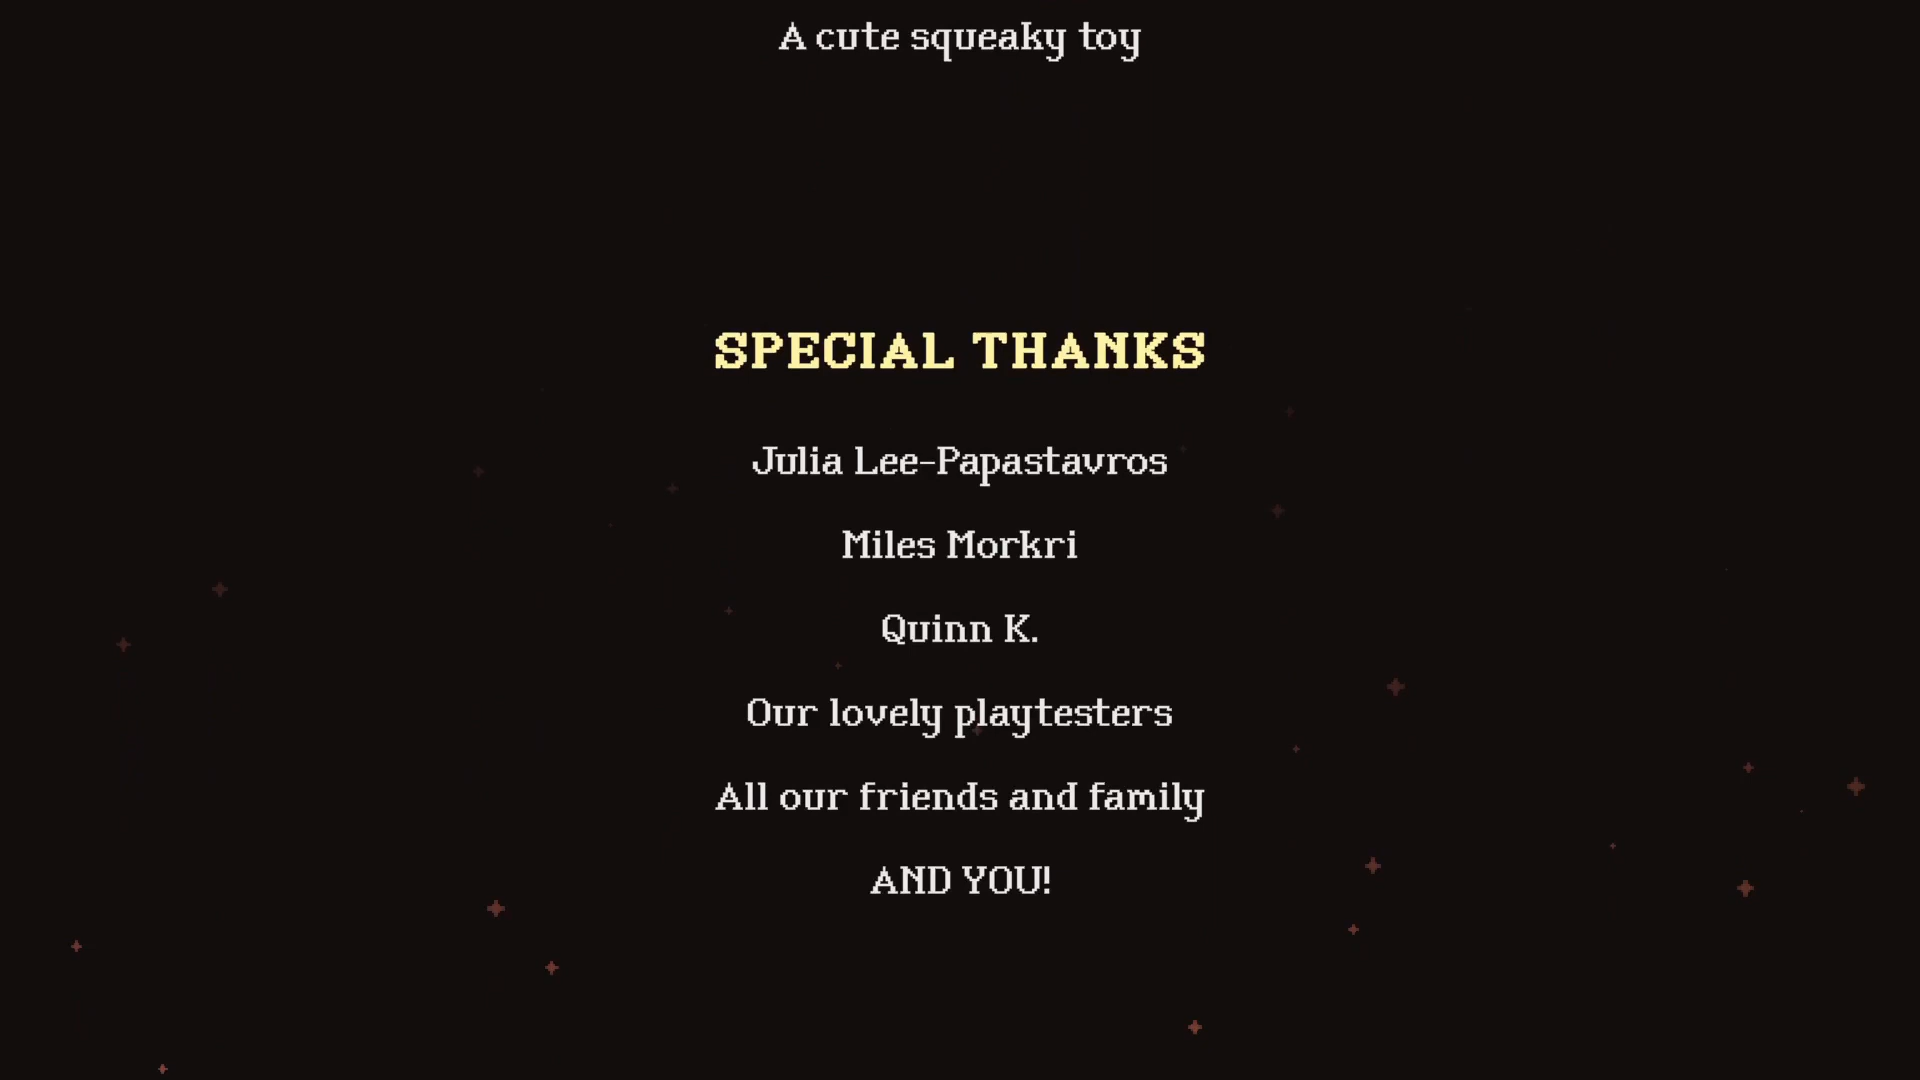 A cute squeaky toy
SPECIAL THANKS
Julia Lee-Papastavros
Miles Morkri
Quinn K.
Our lovely playtesters
All our friends and family
AND YOU!